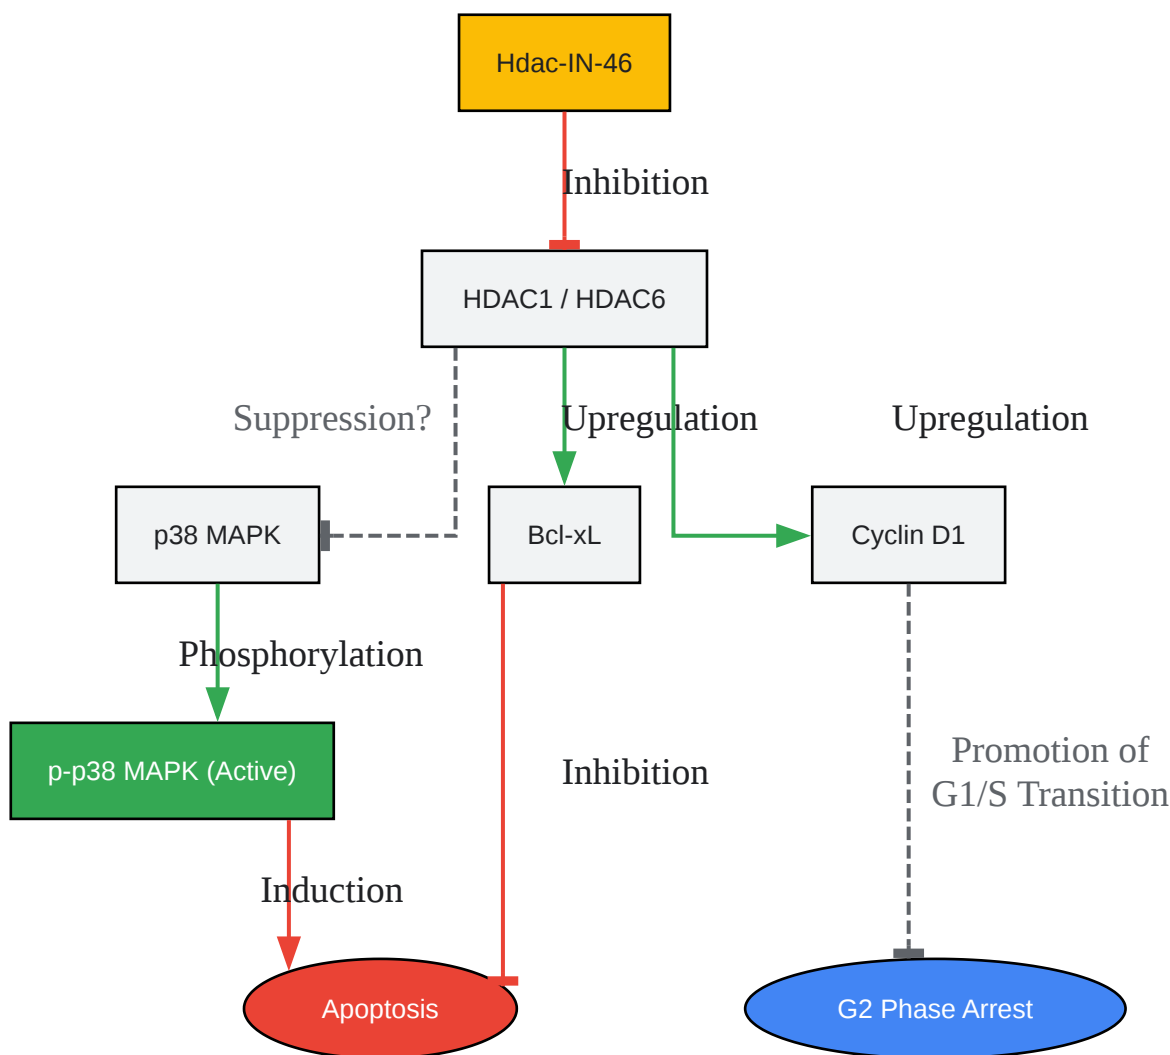 Hdac-IN-46
Inhibition
HDAC1 / HDAC6
Suppression?
Upregulation
Upregulation
p38 MAPK
Bcl-xL
Cyclin D1
Phosphorylation
p-p38 MAPK (Active)
Inhibition
Promotion of
G1/S Transition
Induction
Apoptosis
G2 Phase Arrest